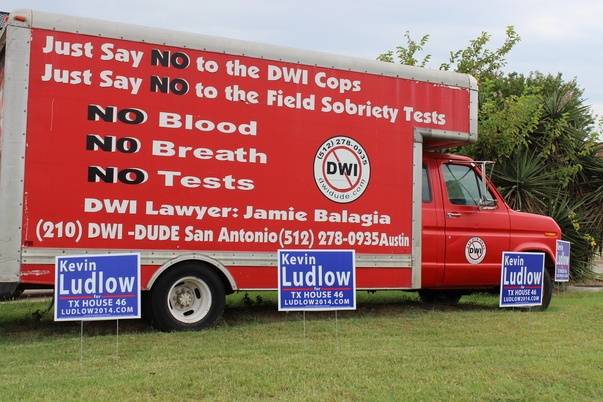 Just Say NO to the DWI Cops
Just Say NO to the Field Sobriety Tests
NO Blood
NO Breath
NO Tests
(512) 278-0935
DWI
dwidude.com
DWI Lawyer: Jamie Balagia
(210) DWI -DUDE San Antonio (512) 278-0935 Austin
DWI
Kevin
Ludlow
for
TX HOUSE 46
LUDLOW2014.COM
Kevin
Ludlow
for
TX HOUSE 46
LUDLOW2014.COM
Kevin
Ludlow
for
TX HOUSE 46
LUDLOW2014.COM